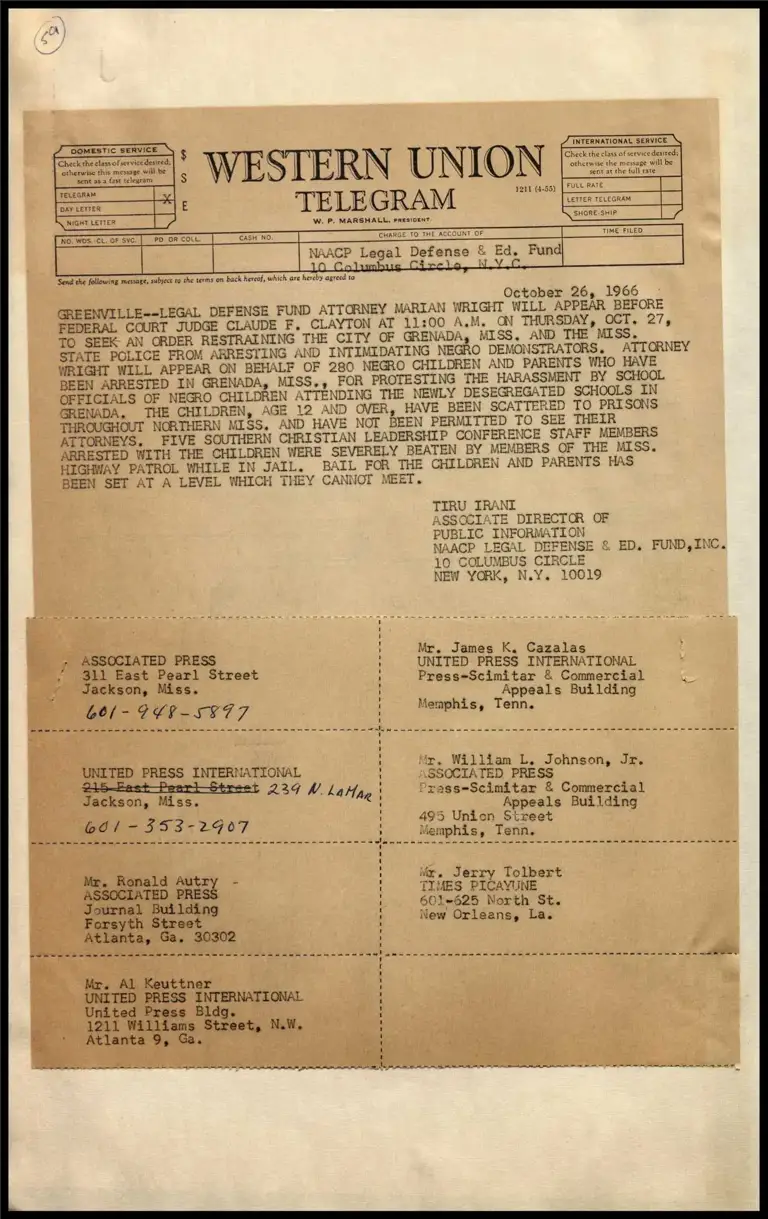 59
DOMESTIC SERVICE
Check the class of service desired;
otherwise this message will be
sent as a fast telegram
TELEGRAM X
DAY LETTER
NIGHT LETTER
$
S
E
WESTERN UNION
TELEGRAM
1211 (4-55)
W. P. MARSHALL, PRESIDENT
INTERNATIONAL SERVICE
Check the class of service desired;
otherwise the message will be
sent at the full rate
FULL RATE
LETTER TELEGRAM
SHORE-SHIP
NO. WDS.-CL. OF SVC. PD. OR COLL. CASH NO. CHARGE TO THE ACCOUNT OF TIME FILED
NAACP Legal Defense & Ed. Fund
10 Columbus Circle, N.Y.C.
Send the following message, subject to the terms on back hereof, which are hereby agreed to
October 26, 1966
GREENVILLE--LEGAL DEFENSE FUND ATTORNEY MARIAN WRIGHT WILL APPEAR BEFORE
FEDERAL COURT JUDGE CLAUDE F. CLAYTON AT 11:00 A.M. ON THURSDAY, OCT. 27,
TO SEEK AN ORDER RESTRAINING THE CITY OF GRENADA, MISS. AND THE MISS.
STATE POLICE FROM ARRESTING AND INTIMIDATING NEGRO DEMONSTRATORS. ATTORNEY
WRIGHT WILL APPEAR ON BEHALF OF 280 NEGRO CHILDREN AND PARENTS WHO HAVE
BEEN ARRESTED IN GRENADA, MISS., FOR PROTESTING THE HARASSMENT BY SCHOOL
OFFICIALS OF NEGRO CHILDREN ATTENDING THE NEWLY DESEGREGATED SCHOOLS IN
GRENADA. THE CHILDREN, AGE 12 AND OVER, HAVE BEEN SCATTERED TO PRISONS
THROUGHOUT NORTHERN MISS. AND HAVE NOT BEEN PERMITTED TO SEE THEIR
ATTORNEYS. FIVE SOUTHERN CHRISTIAN LEADERSHIP CONFERENCE STAFF MEMBERS
ARRESTED WITH THE CHILDREN WERE SEVERELY BEATEN BY MEMBERS OF THE MISS.
HIGHWAY PATROL WHILE IN JAIL. BAIL FOR THE CHILDREN AND PARENTS HAS
BEEN SET AT A LEVEL WHICH THEY CANNOT MEET.
TIRU IRANI
ASSOCIATE DIRECTOR OF
PUBLIC INFORMATION
NAACP LEGAL DEFENSE & ED. FUND,INC.
10 COLUMBUS CIRCLE
NEW YORK, N.Y. 10019
ASSOCIATED PRESS
311 East Pearl Street
Jackson, Miss.
601-948-5897
Mr. James K. Cazalas
UNITED PRESS INTERNATIONAL
Press-Scimitar & Commercial
Appeals Building
Memphis, Tenn.
UNITED PRESS INTERNATIONAL
215 East Pearl Street 239 N. LaMAR
Jackson, Miss.
601-353-2907
Mr. William L. Johnson, Jr.
ASSOCIATED PRESS
Press-Scimitar & Commercial
Appeals Building
495 Union Street
Memphis, Tenn.
Mr. Ronald Autry -
ASSOCIATED PRESS
Journal Building
Forsyth Street
Atlanta, Ga. 30302
Mr. Jerry Tolbert
TIMES PICAYUNE
601-625 North St.
New Orleans, La.
Mr. Al Keuttner
UNITED PRESS INTERNATIONAL
United Press Bldg.
1211 Williams Street, N.W.
Atlanta 9, Ga.